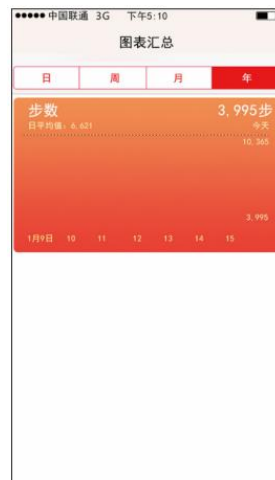 中国联通 3G 下午5:10
图表汇总
日 周 月 年
步数 3,995步
日平均值：6,621 今天
10,365
3,995
1月9日 10 11 12 13 14 15